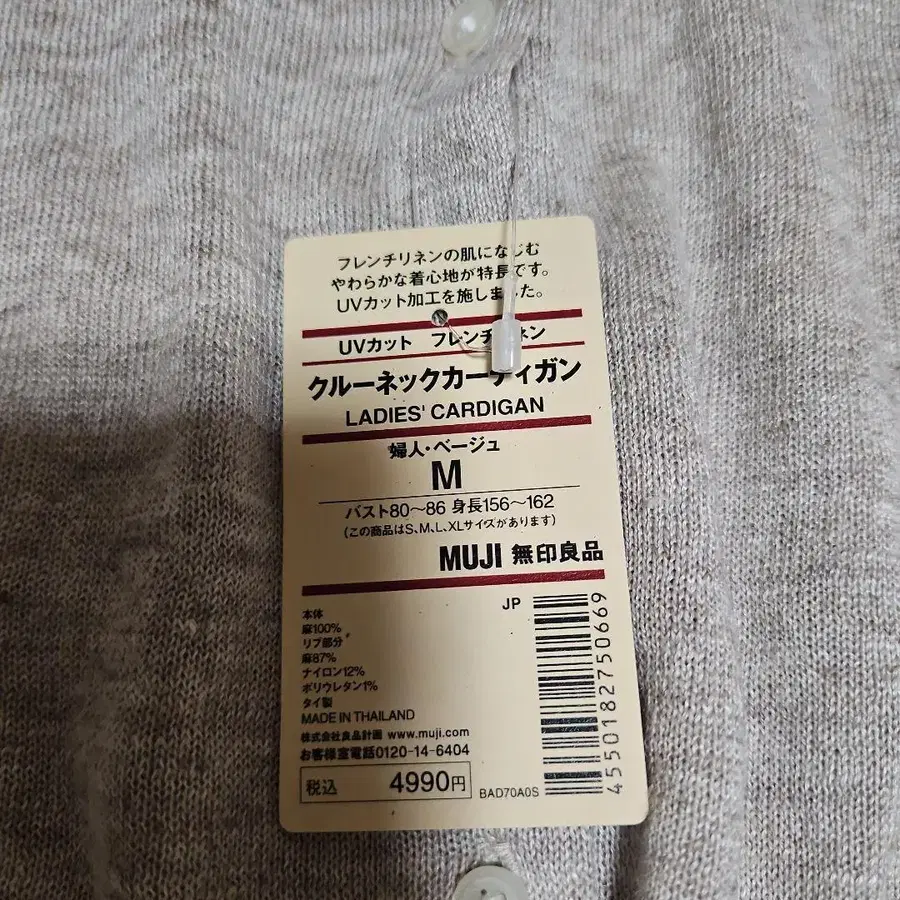 フレンチリネンの肌になじむ
やわらかな着心地が特長です。
UVカット加工を施しました。
UVカット フレンチリネン
クルーネックカーディガン
LADIES' CARDIGAN
婦人・ベージュ
M
バスト80〜86 身長156〜162
(この商品はS、M、L、XLサイズがあります)
MUJI 無印良品
JP
本体
麻100%
リブ部分
麻87%
ナイロン12%
ポリウレタン1%
タイ製
MADE IN THAILAND
株式会社良品計画 www.muji.com
お客様室電話0120-14-6404
税込 4990円
BAD70A0S
4550182750669